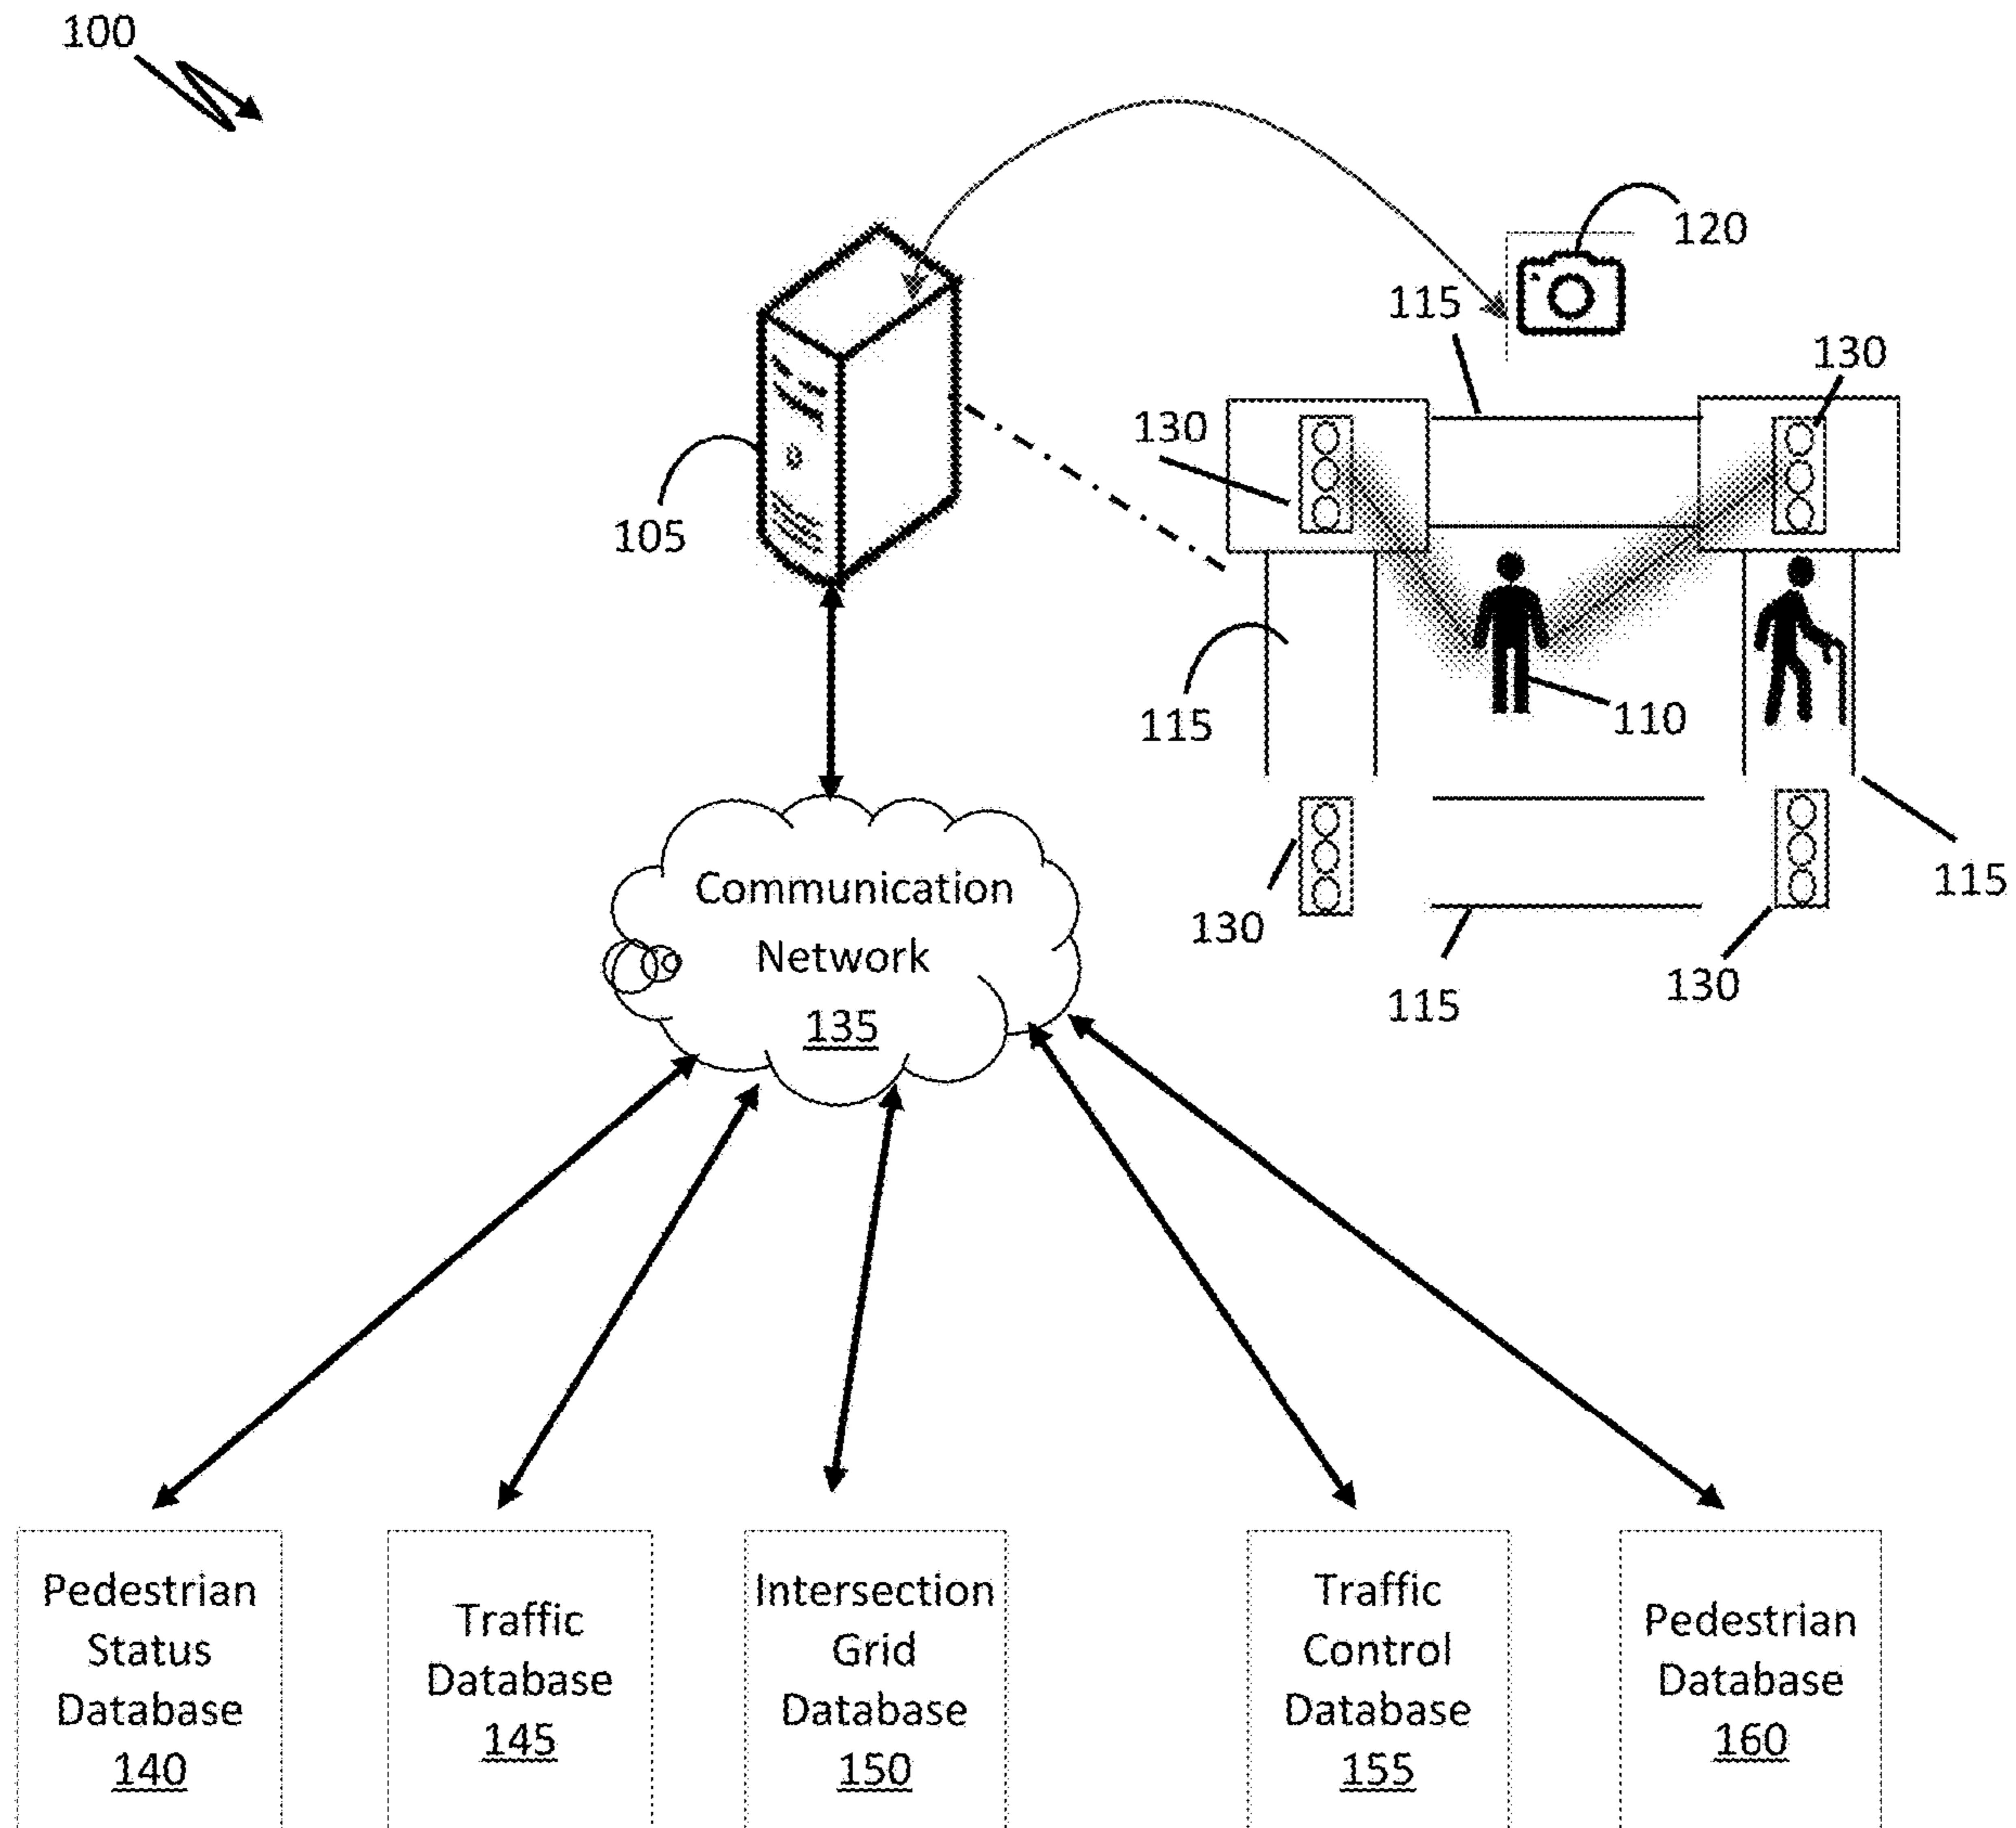 100
120
115
130
130
105
115
110
115
130
115
130
Communication
Network
135
Pedestrian
Status
Database
140
Traffic
Database
145
Intersection
Grid
Database
150
Traffic
Control
Database
155
Pedestrian
Database
160